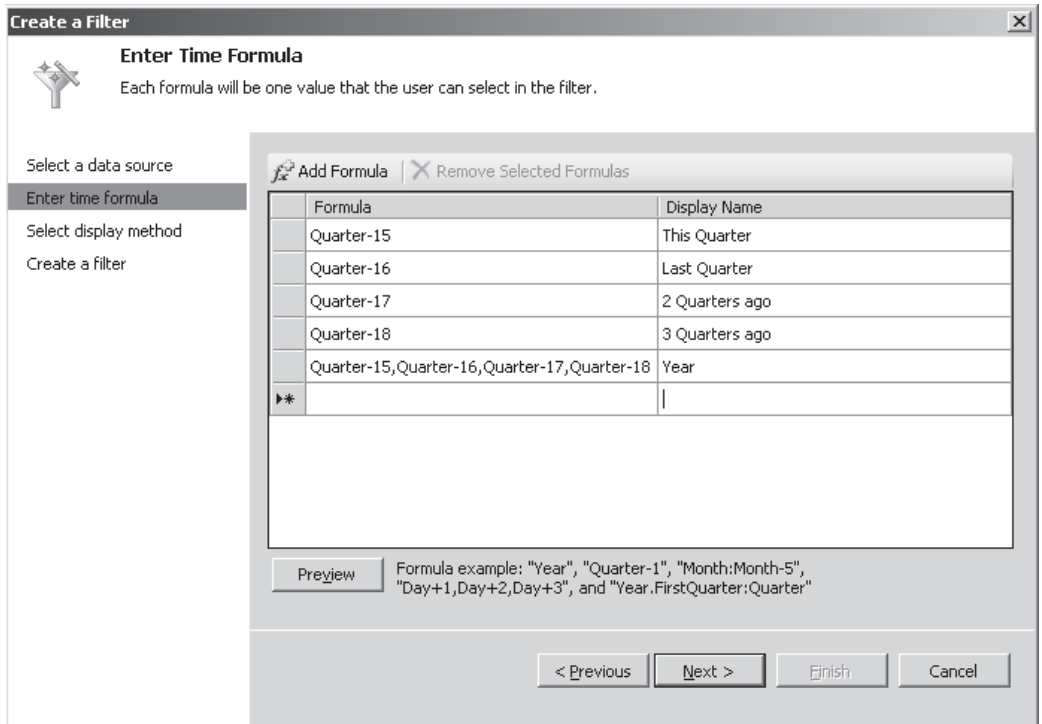 Create a Filter
Enter Time Formula
Each formula will be one value that the user can select in the filter.
Select a data source
Enter time formula
Select display method
Create a filter
Add Formula Remove Selected Formulas
Formula Display Name
Quarter-15 This Quarter
Quarter-16 Last Quarter
Quarter-17 2 Quarters ago
Quarter-18 3 Quarters ago
Quarter-15,Quarter-16,Quarter-17,Quarter-18 Year
Preview
Formula example: "Year", "Quarter-1", "Month:Month-5",
"Day+1,Day+2,Day+3", and "Year.FirstQuarter:Quarter"
< Previous Next > Finish Cancel